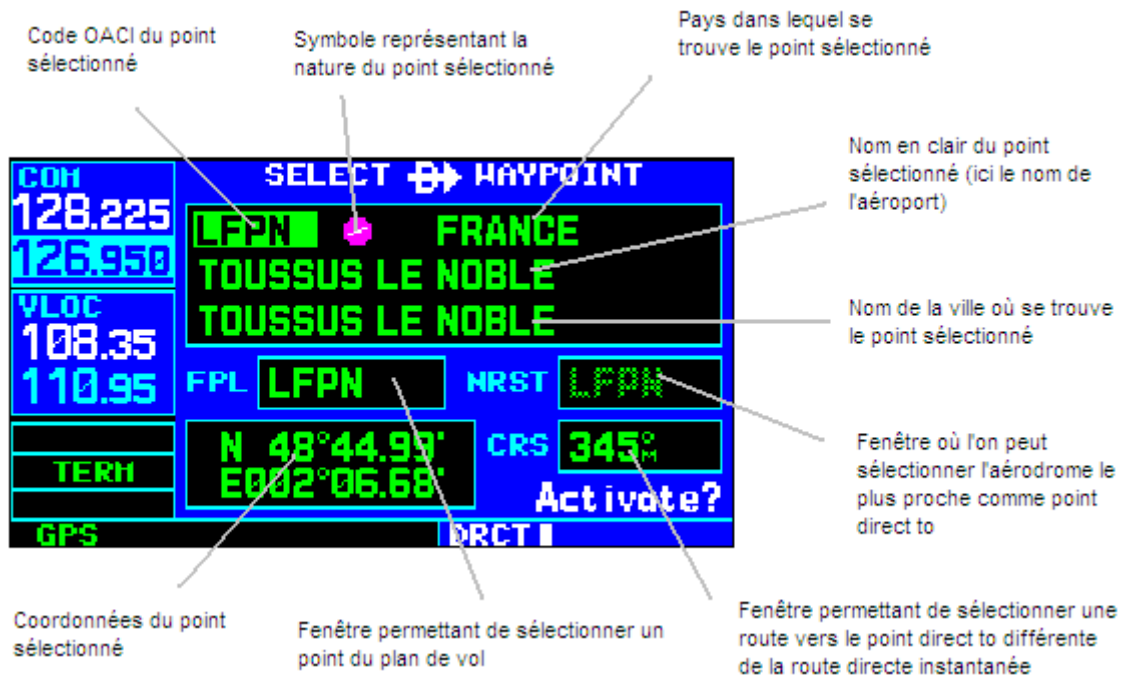 Code OACI du point
sélectionné
Symbole représentant la
nature du point sélectionné
Pays dans lequel se
trouve le point sélectionné
Nom en clair du point
sélectionné (ici le nom de
l'aéroport)
Nom de la ville où se trouve
le point sélectionné
Fenêtre où l'on peut
sélectionner l'aérodrome le
plus proche comme point
direct to
COM
128.225
126.950
VLOC
108.35
110.95
TERM
GPS
SELECT WAYPOINT
LFPN FRANCE
TOUSSUS LE NOBLE
TOUSSUS LE NOBLE
FPL LFPN NRST LFPN
N 48°44.99' CRS 345°M
E002°06.68'
Activate?
DRCT
Coordonnées du point
sélectionné
Fenêtre permettant de sélectionner un
point du plan de vol
Fenêtre permettant de sélectionner une
route vers le point direct to différente
de la route directe instantanée